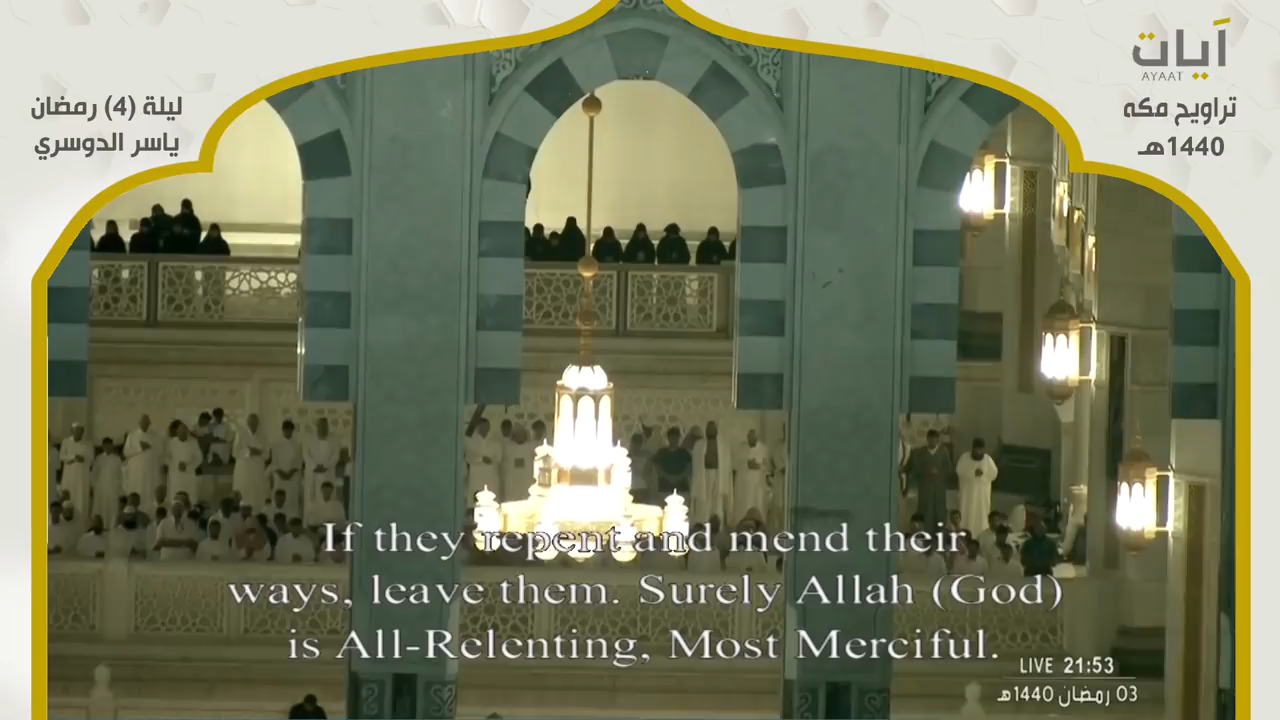 آيات
AYAAT
تراويح مكه
1440هـ
ليلة (4) رمضان
ياسر الدوسري
If they repent and mend their
ways, leave them. Surely Allah (God)
is All-Relenting, Most Merciful.
LIVE 21:53
03 رمضان 1440هـ